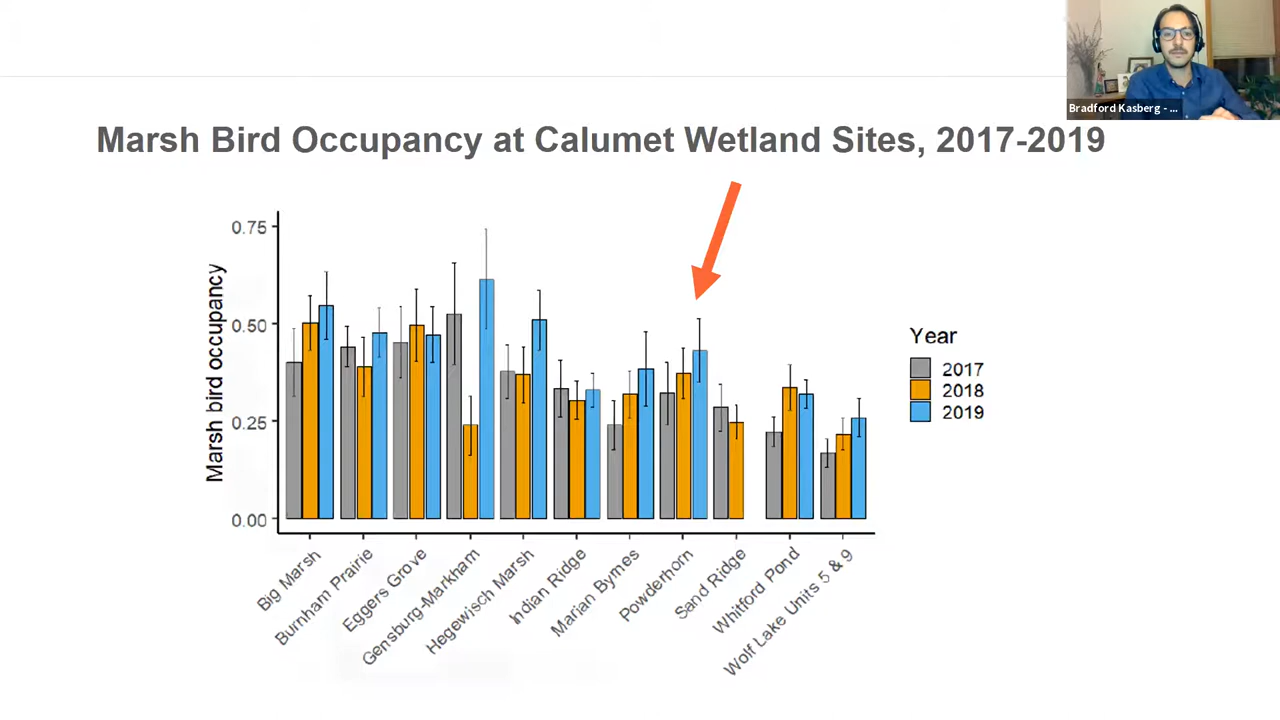 Bradford Kasberg - ...
Marsh Bird Occupancy at Calumet Wetland Sites, 2017-2019
Marsh bird occupancy
0.75
0.50
0.25
0.00
Big Marsh
Burnham Prairie
Eggers Grove
Gensburg-Markham
Hegewisch Marsh
Indian Ridge
Marian Byrnes
Powderhorn
Sand Ridge
Whitford Pond
Wolf Lake Units 5 & 9
Year
2017
2018
2019